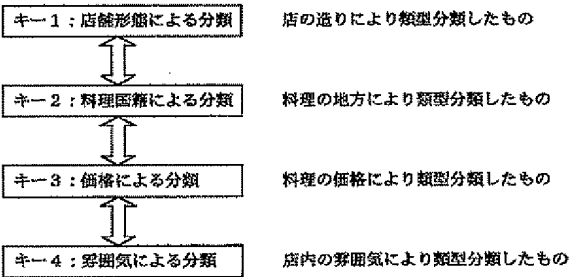 キー1：店舗形態による分類 店の造りにより類型分類したもの
キー2：料理国籍による分類 料理の地方により類型分類したもの
キー3：価格による分類 料理の価格により類型分類したもの
キー4：雰囲気による分類 店内の雰囲気により類型分類したもの